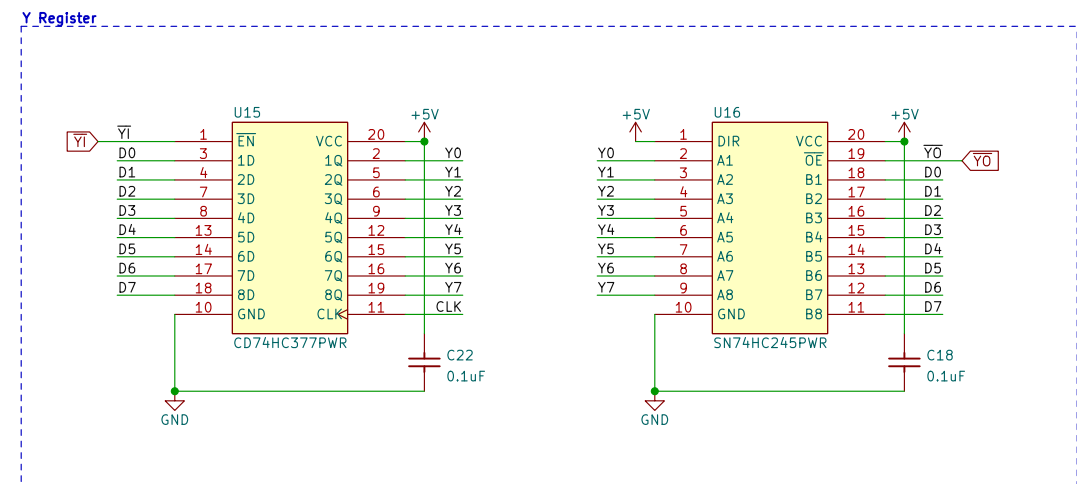 Y Register
U15
+5V
U16
+5V
+5V
YI
YI
1
EN
VCC
20
D0
3
1D
1Q
2
Y0
D1
4
2D
2Q
5
Y1
D2
7
3D
3Q
6
Y2
D3
8
4D
4Q
9
Y3
D4
13
5D
5Q
12
Y4
D5
14
6D
6Q
15
Y5
D6
17
7D
7Q
16
Y6
D7
18
8D
8Q
19
Y7
10
GND
CLK
11
CLK
CD74HC377PWR
C22
0.1uF
GND
1
DIR
VCC
20
Y0
2
A1
OE
19
YO
YO
Y1
3
A2
B1
18
D0
Y2
4
A3
B2
17
D1
Y3
5
A4
B3
16
D2
Y4
6
A5
B4
15
D3
Y5
7
A6
B5
14
D4
Y6
8
A7
B6
13
D5
Y7
9
A8
B7
12
D6
10
GND
B8
11
D7
SN74HC245PWR
C18
0.1uF
GND